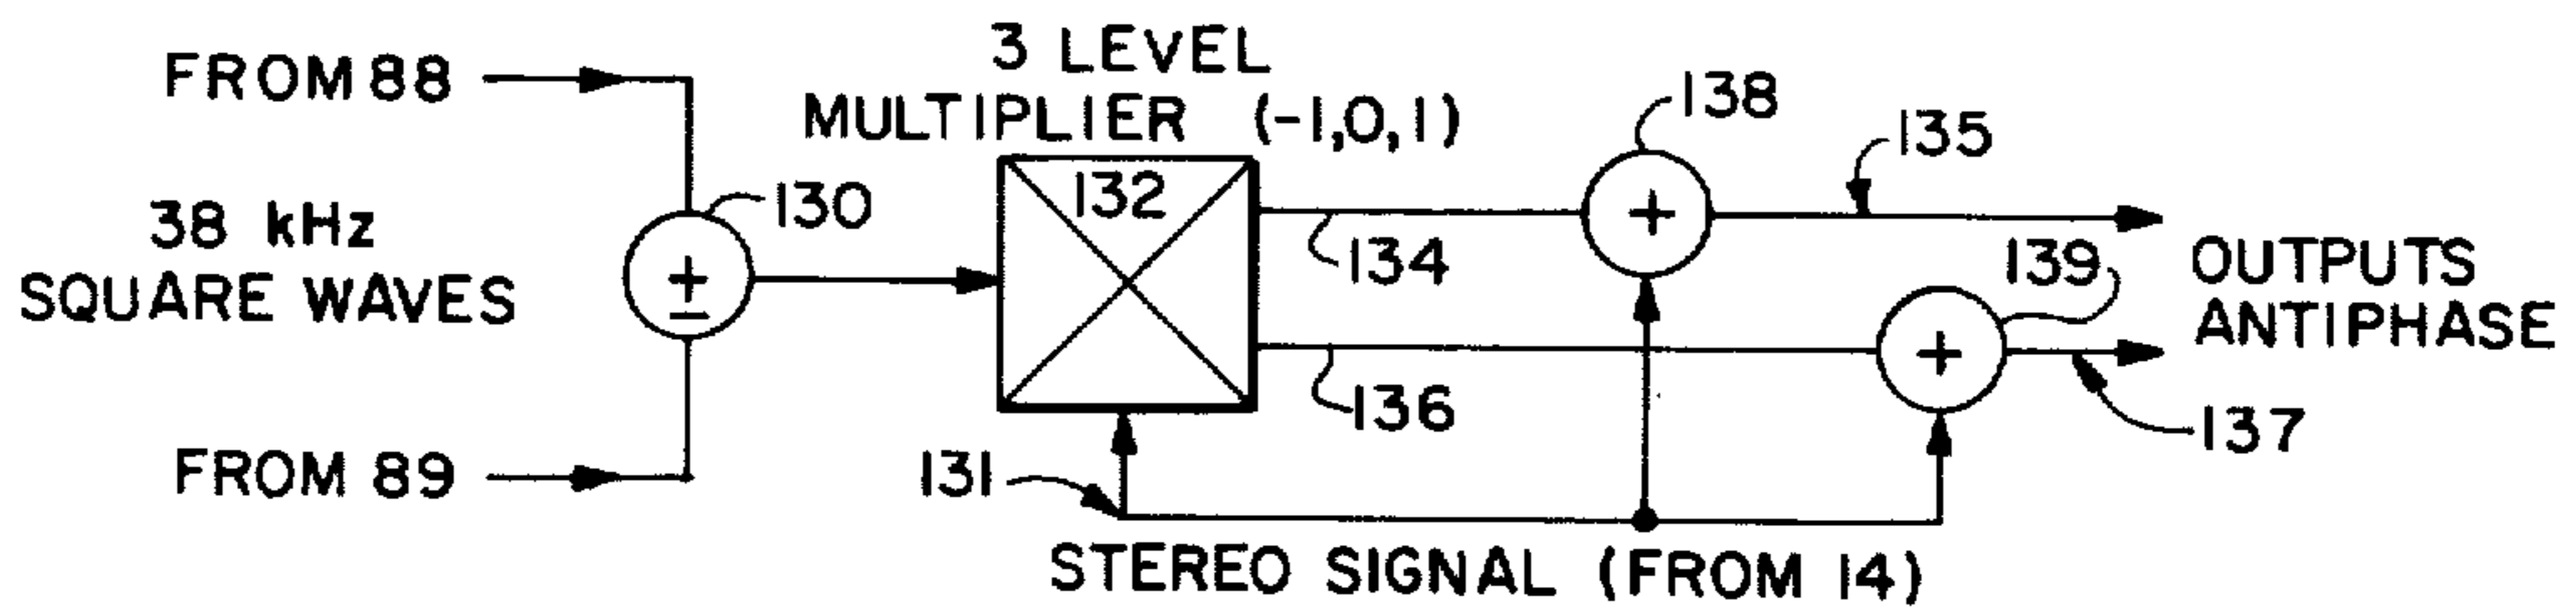 FROM 88
38 kHz
SQUARE WAVES
FROM 89
+
-
130
3 LEVEL
MULTIPLIER (-1,0,1)
132
131
134
136
+
138
135
+
139
137
OUTPUTS
ANTIPHASE
STEREO SIGNAL (FROM 14)